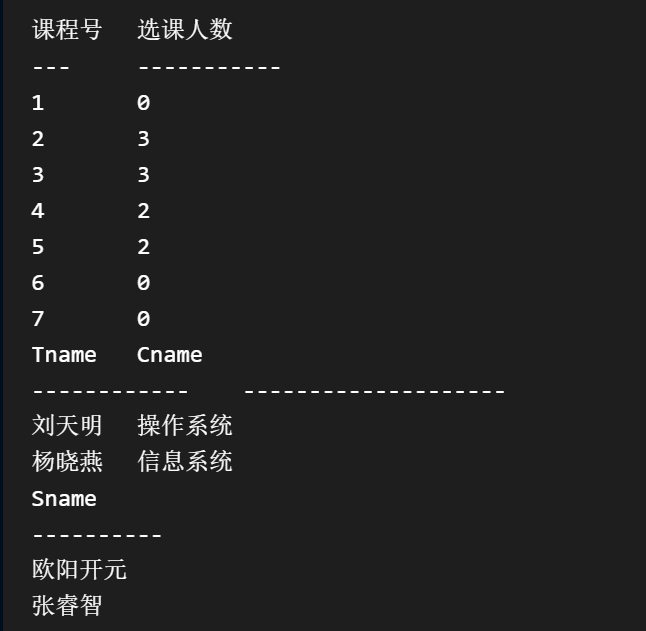 课程号 选课人数
--- -----------
1 0
2 3
3 3
4 2
5 2
6 0
7 0
Tname Cname
------------ --------------------
刘天明 操作系统
杨晓燕 信息系统
Sname
----------
欧阳开元
张睿智